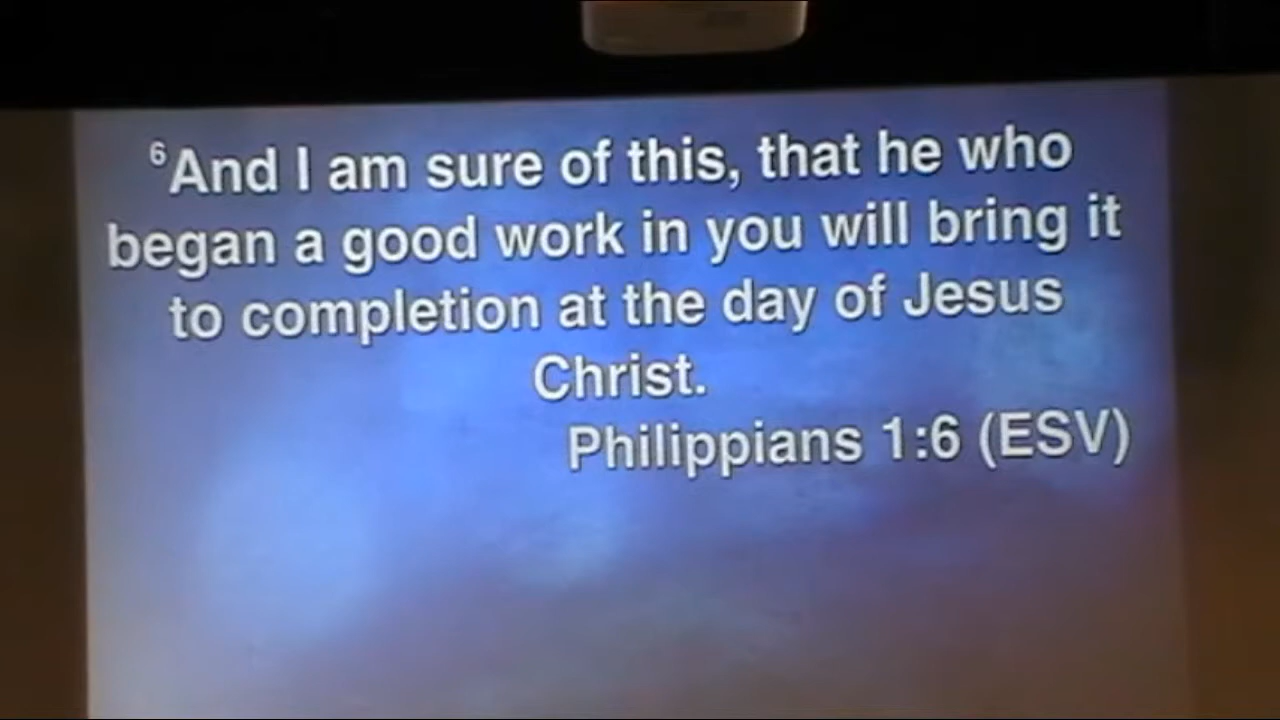 ⁶And I am sure of this, that he who
began a good work in you will bring it
to completion at the day of Jesus
Christ.
Philippians 1:6 (ESV)